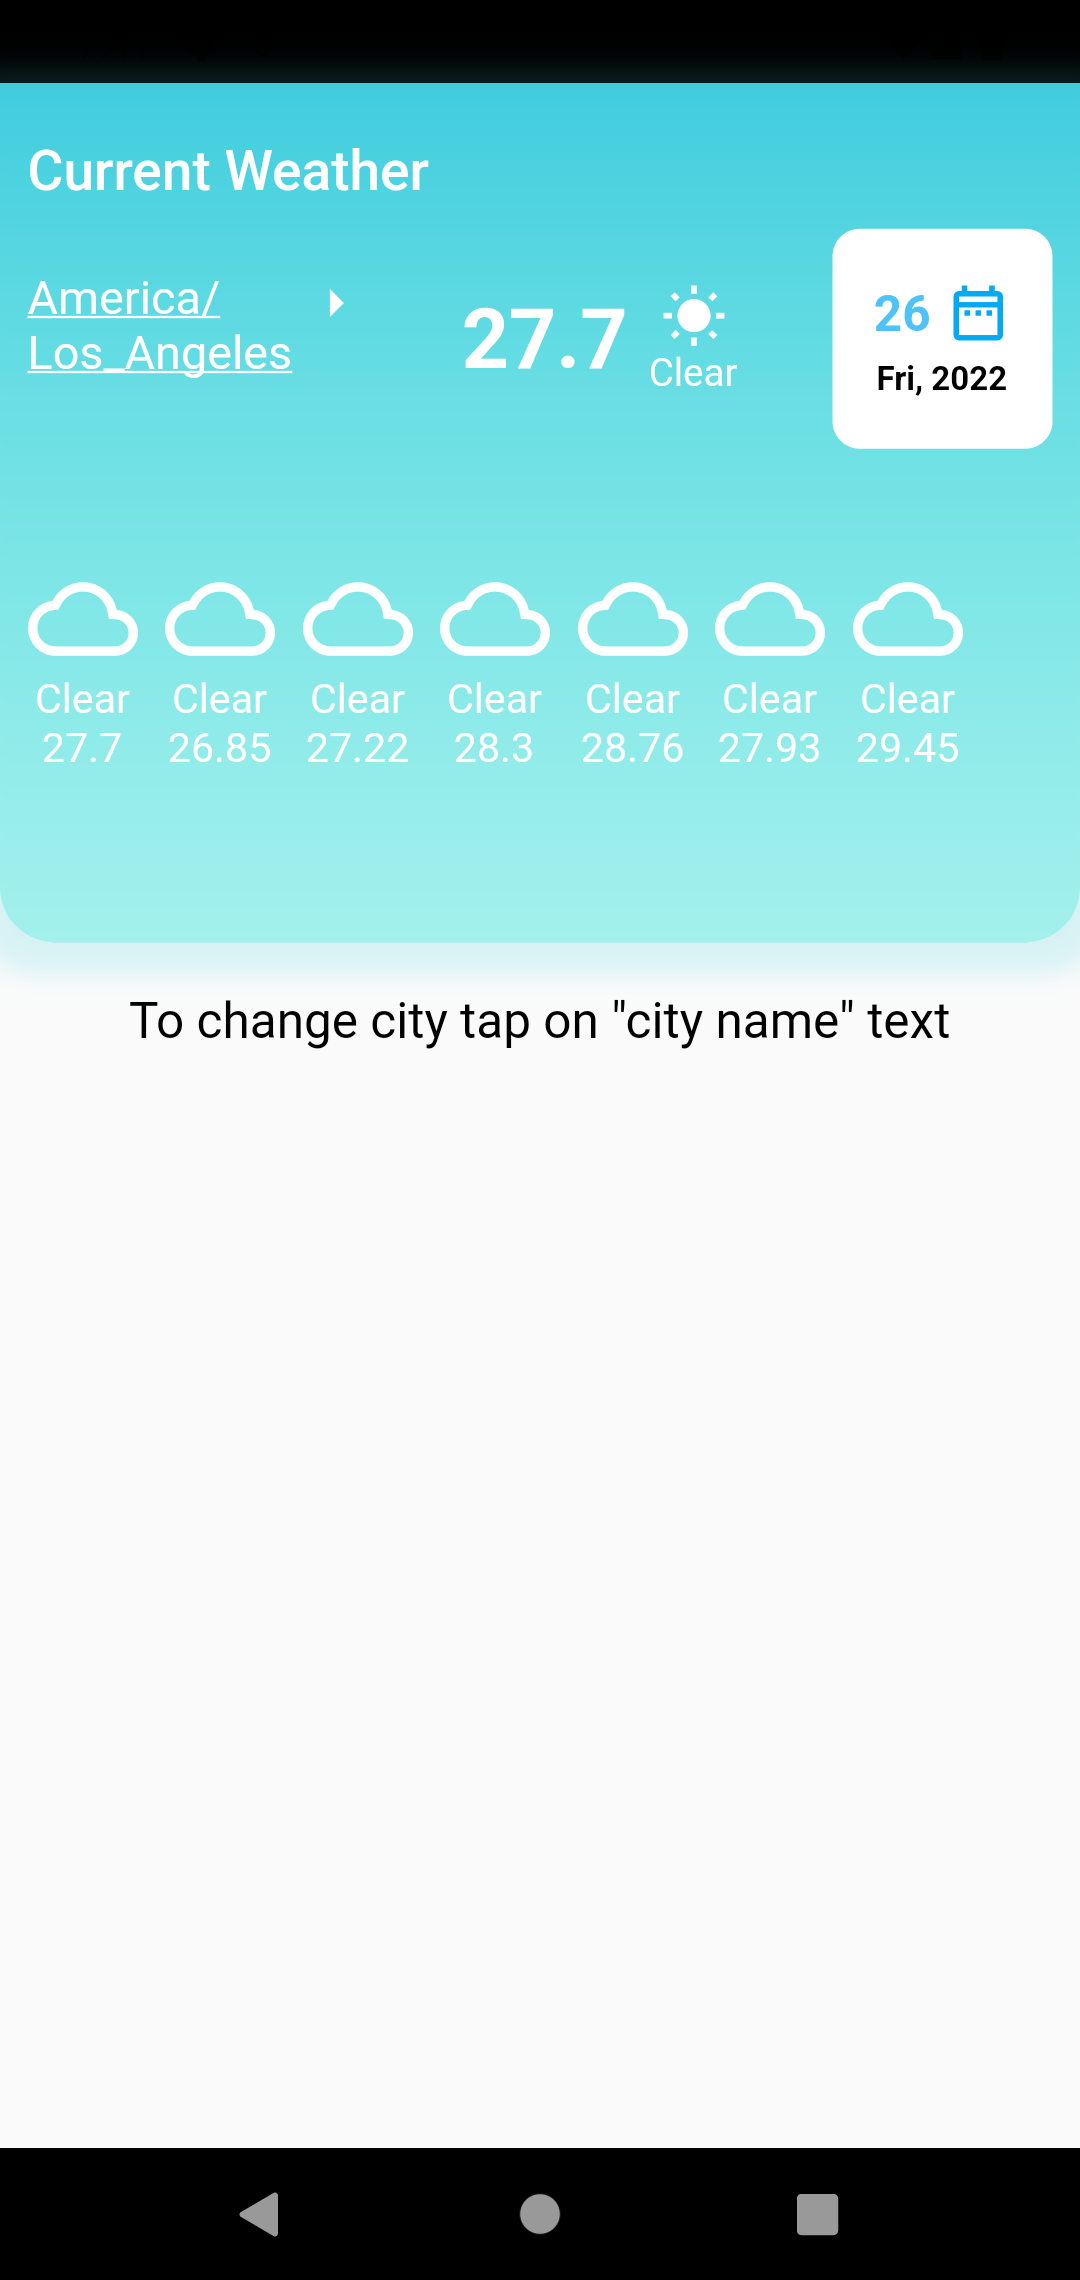 Current Weather
America/
Los_Angeles
27.7
Clear
26
Fri, 2022
Clear Clear Clear Clear Clear Clear Clear
27.7 26.85 27.22 28.3 28.76 27.93 29.45
To change city tap on "city name" text